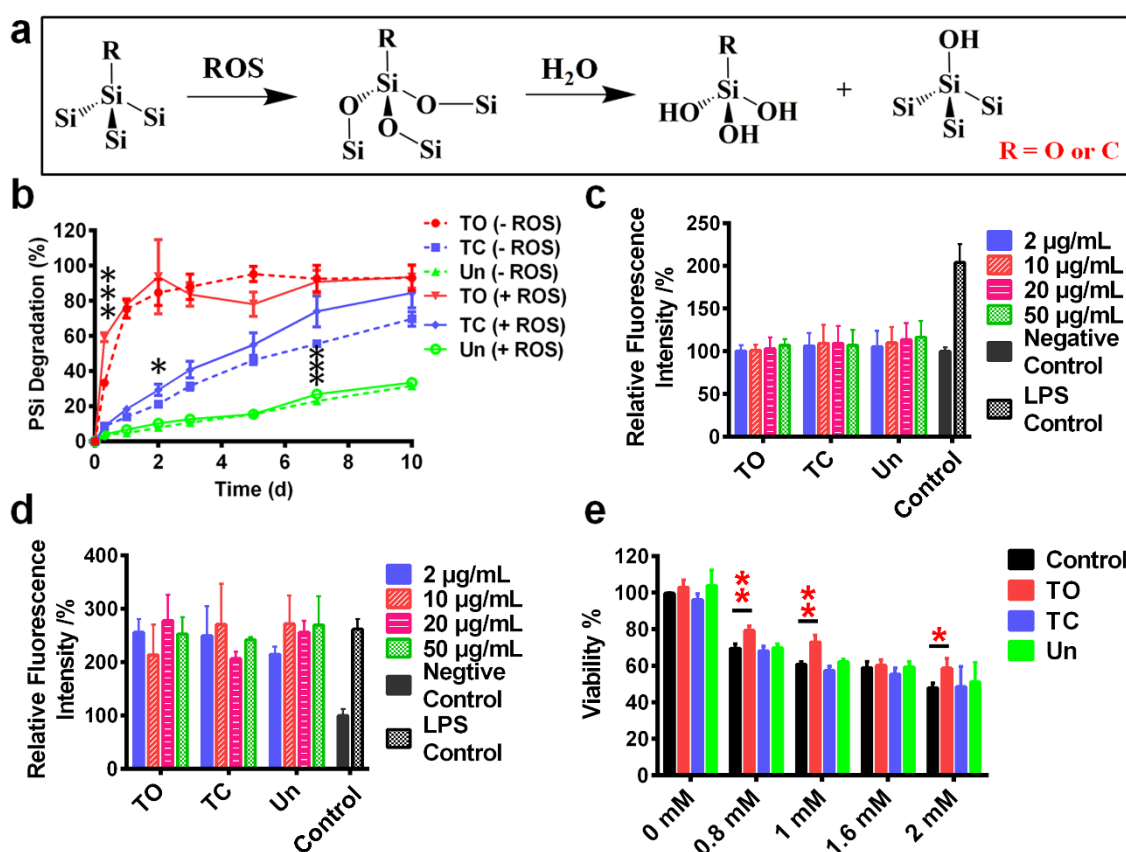 a
R
Si
Si
Si
Si
ROS
R
Si
O
O
Si
O
Si
Si
H2O
R
Si
HO
OH
OH
+
OH
Si
Si
Si
Si
R = O or C
b
PSi Degradation (%)
120
100
80
60
40
20
0
0
2
4
6
8
10
Time (d)
***
*
***
TO (- ROS)
TC (- ROS)
Un (- ROS)
TO (+ ROS)
TC (+ ROS)
Un (+ ROS)
c
Relative Fluorescence
Intensity /%
250
200
150
100
50
0
TO
TC
Un
Control
2 µg/mL
10 µg/mL
20 µg/mL
50 µg/mL
Negative
Control
LPS
Control
d
Relative Fluorescence
Intensity /%
400
300
200
100
0
TO
TC
Un
Control
2 µg/mL
10 µg/mL
20 µg/mL
50 µg/mL
Negtive
Control
LPS
Control
e
Viability %
120
100
80
60
40
20
0
**
**
*
0 mM
0.8 mM
1 mM
1.6 mM
2 mM
Control
TO
TC
Un